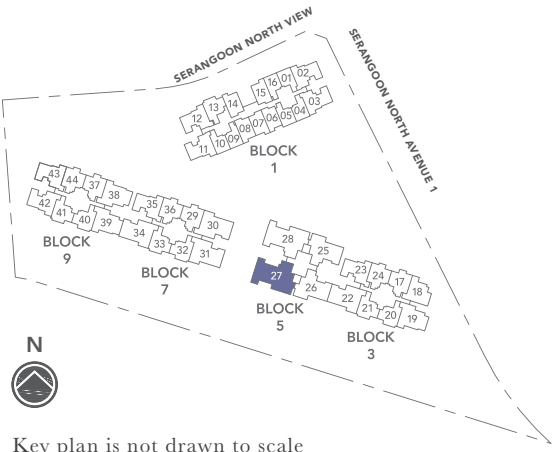 SERANGOON NORTH VIEW
SERANGOON NORTH AVENUE 1
12 13 14 15 16 01 02
11 10 09 08 07 06 05 04 03
BLOCK
1
43 44 37 38 35 36 29 30
42 41 40 39 34 33 32 31
BLOCK
9
BLOCK
7
28 25 23 24 17 18
27 26 22 21 20 19
BLOCK
5
BLOCK
3
N
Key plan is not drawn to scale